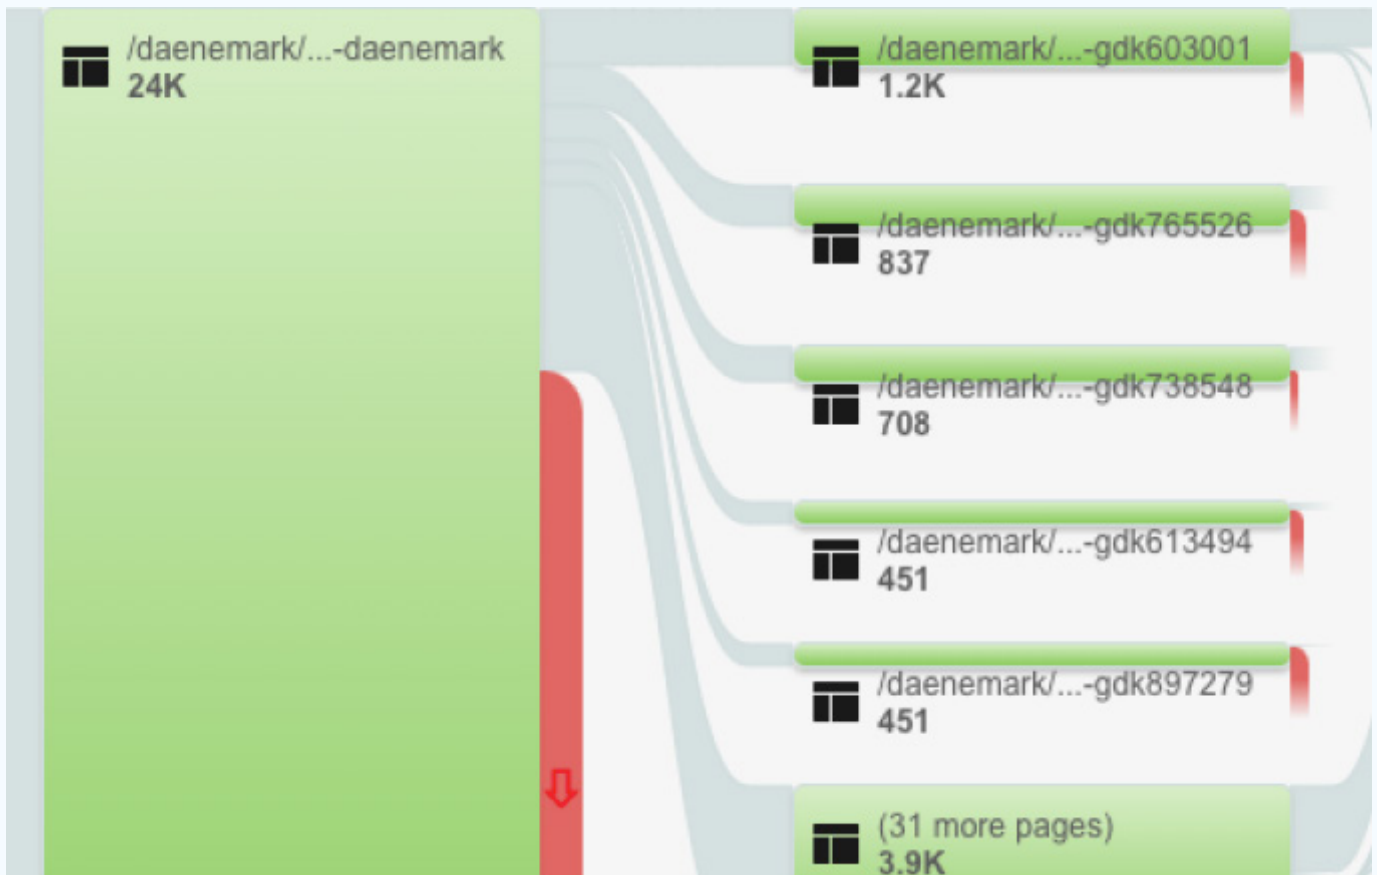 /daenemark/...-daenemark
24K
/daenemark/...-gdk603001
1.2K
/daenemark/...-gdk765526
837
/daenemark/...-gdk738548
708
/daenemark/...-gdk613494
451
/daenemark/...-gdk897279
451
(31 more pages)
3.9K